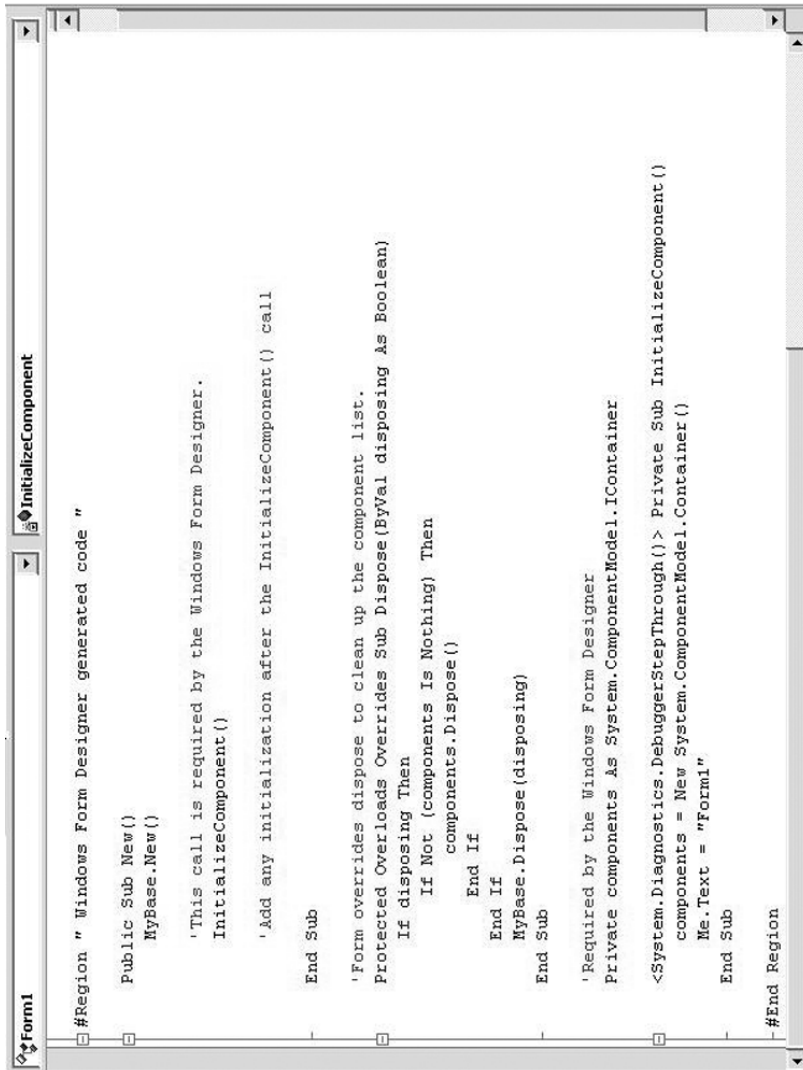 Form1
InitializeComponent
#Region " Windows Form Designer generated code "
Public Sub New()
MyBase.New()
'This call is required by the Windows Form Designer.
InitializeComponent()
'Add any initialization after the InitializeComponent() call
End Sub
'Form overrides dispose to clean up the component list.
Protected Overloads Overrides Sub Dispose(ByVal disposing As Boolean)
If disposing Then
If Not (components Is Nothing) Then
components.Dispose()
End If
End If
MyBase.Dispose(disposing)
End Sub
'Required by the Windows Form Designer
Private components As System.ComponentModel.IContainer
<System.Diagnostics.DebuggerStepThrough()> Private Sub InitializeComponent()
components = New System.ComponentModel.Container()
Me.Text = "Form1"
End Sub
#End Region